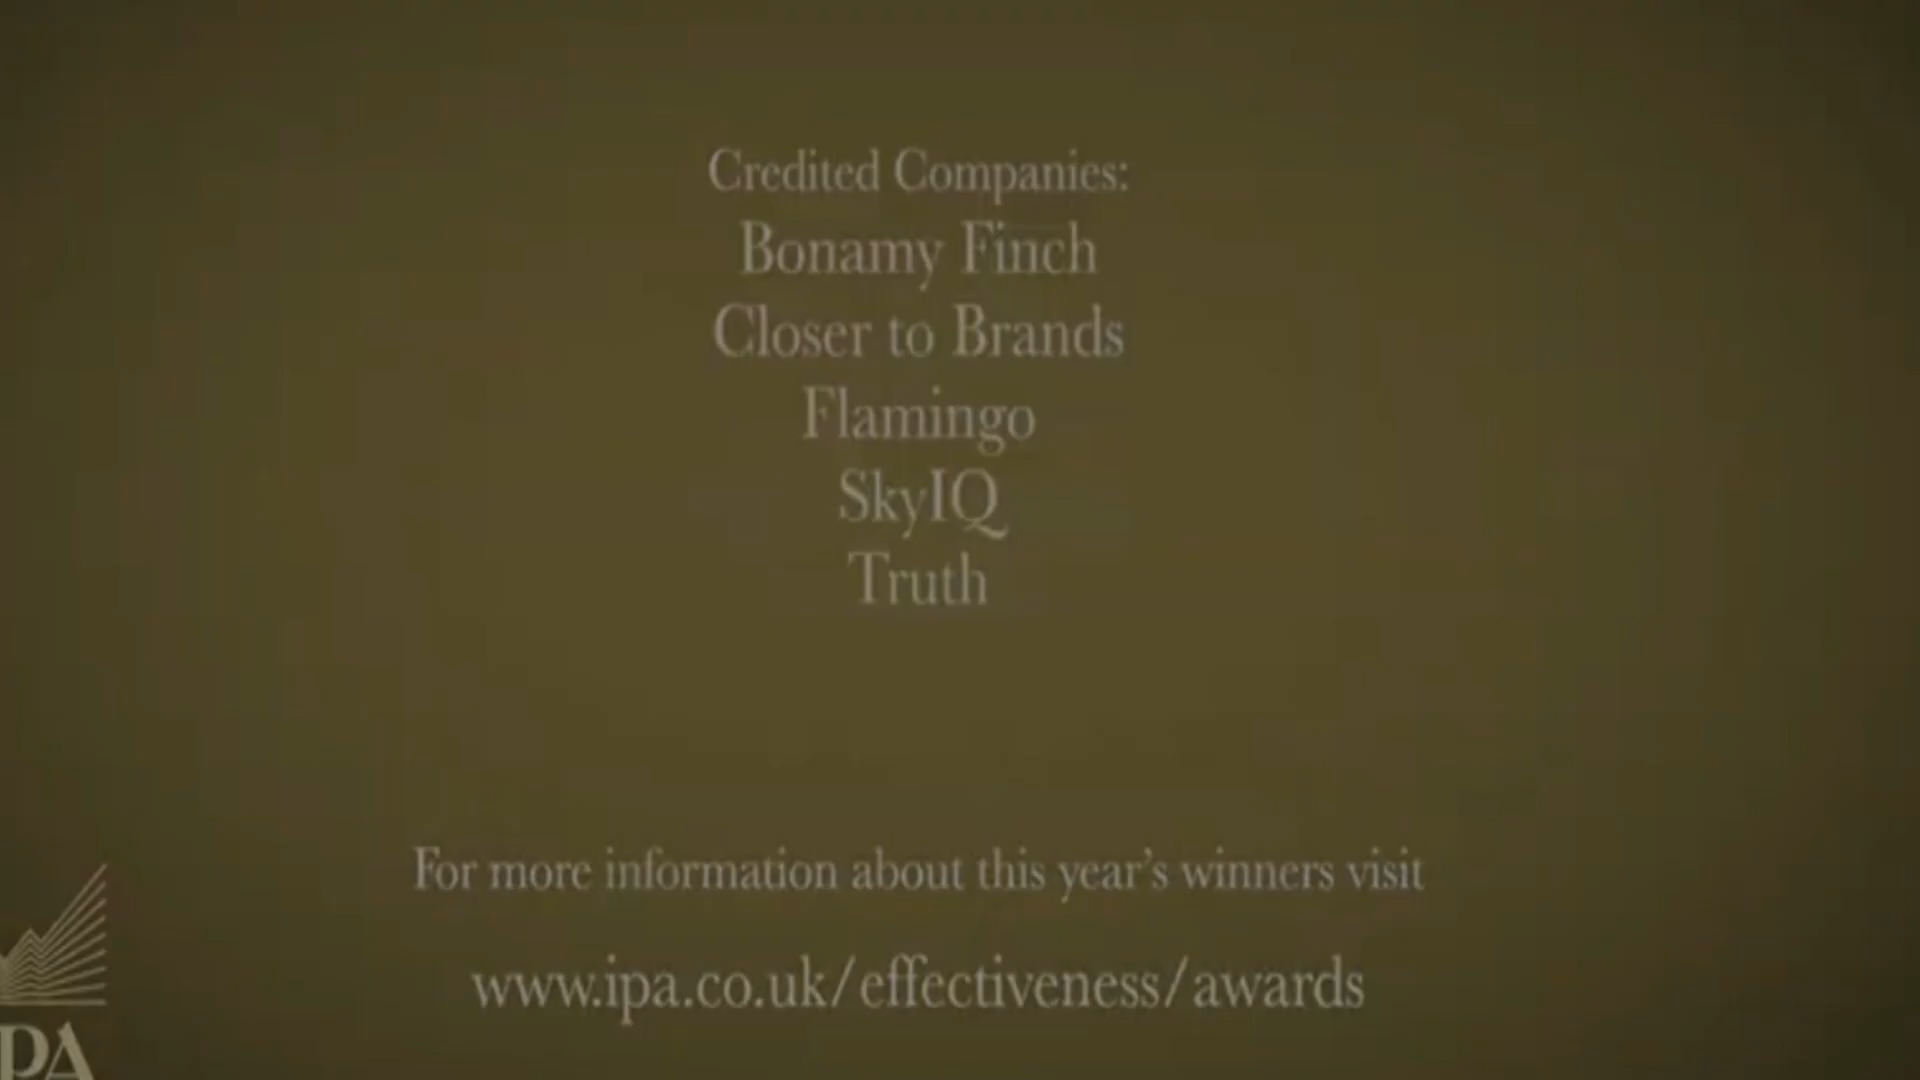 Credited Companies:
Bonamy Finch
Closer to Brands
Flamingo
SkyIQ
Truth
For more information about this year's winners visit
www.ipa.co.uk/effectiveness/awards
PA